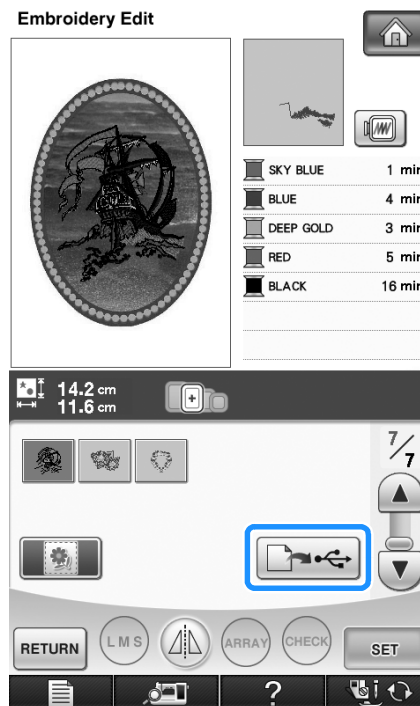 Embroidery Edit
SKY BLUE 1 min
BLUE 4 min
DEEP GOLD 3 min
RED 5 min
BLACK 16 min
14.2 cm
11.6 cm
7/7
RETURN
L M S
ARRAY
CHECK
SET
?